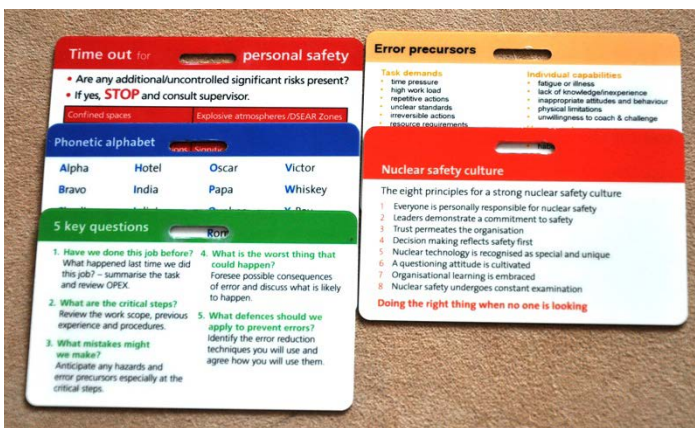 Time out for personal safety
• Are any additional/uncontrolled significant risks present?
• If yes, STOP and consult supervisor.
Confined spaces
Explosive atmospheres /DSEAR Zones
Phonetic alphabet
Alpha Hotel Oscar Victor
Bravo India Papa Whiskey
5 key questions
1. Have we done this job before?
What happened last time we did
this job? – summarise the task
and review OPEX.
2. What are the critical steps?
Review the work scope, previous
experience and procedures.
3. What mistakes might
we make?
Anticipate any hazards and
error precursors especially at the
critical steps.
4. What is the worst thing that
could happen?
Foresee possible consequences
of error and discuss what is likely
to happen.
5. What defences should we
apply to prevent errors?
Identify the error reduction
techniques you will use and
agree how you will use them.
Error precursors
Task demands
• time pressure
• high work load
• repetitive actions
• unclear standards
• irreversible actions
• resource requirements
Individual capabilities
• fatigue or illness
• lack of knowledge/inexperience
• inappropriate attitudes and behaviour
• physical limitations
• unwillingness to coach & challenge
Nuclear safety culture
The eight principles for a strong nuclear safety culture
1 Everyone is personally responsible for nuclear safety
2 Leaders demonstrate a commitment to safety
3 Trust permeates the organisation
4 Decision making reflects safety first
5 Nuclear technology is recognised as special and unique
6 A questioning attitude is cultivated
7 Organisational learning is embraced
8 Nuclear safety undergoes constant examination
Doing the right thing when no one is looking